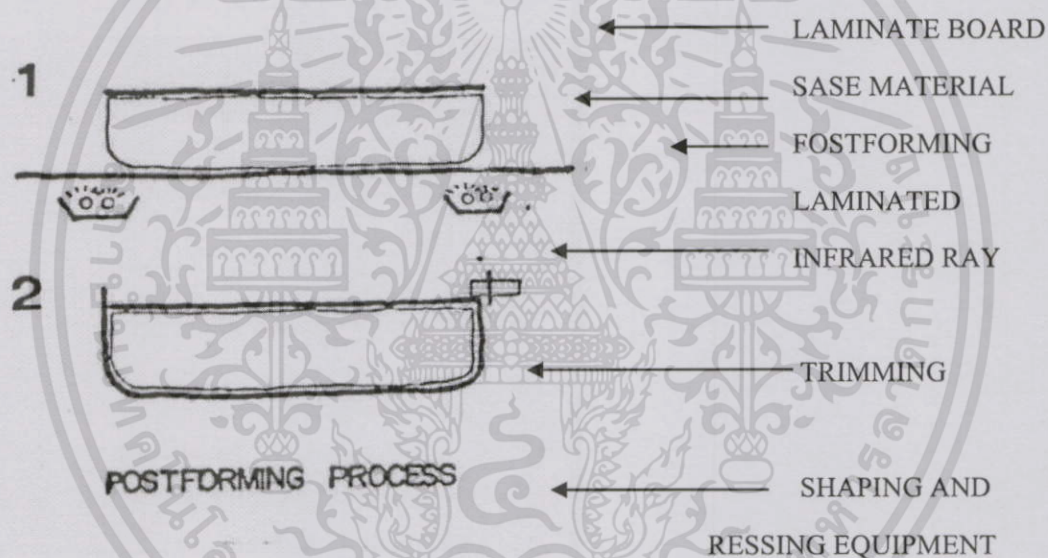 1
LAMINATE BOARD
SASE MATERIAL
FOSTFORMING
LAMINATED
INFRARED RAY
2
TRIMMING
POSTFORMING PROCESS
SHAPING AND
RESSING EQUIPMENT